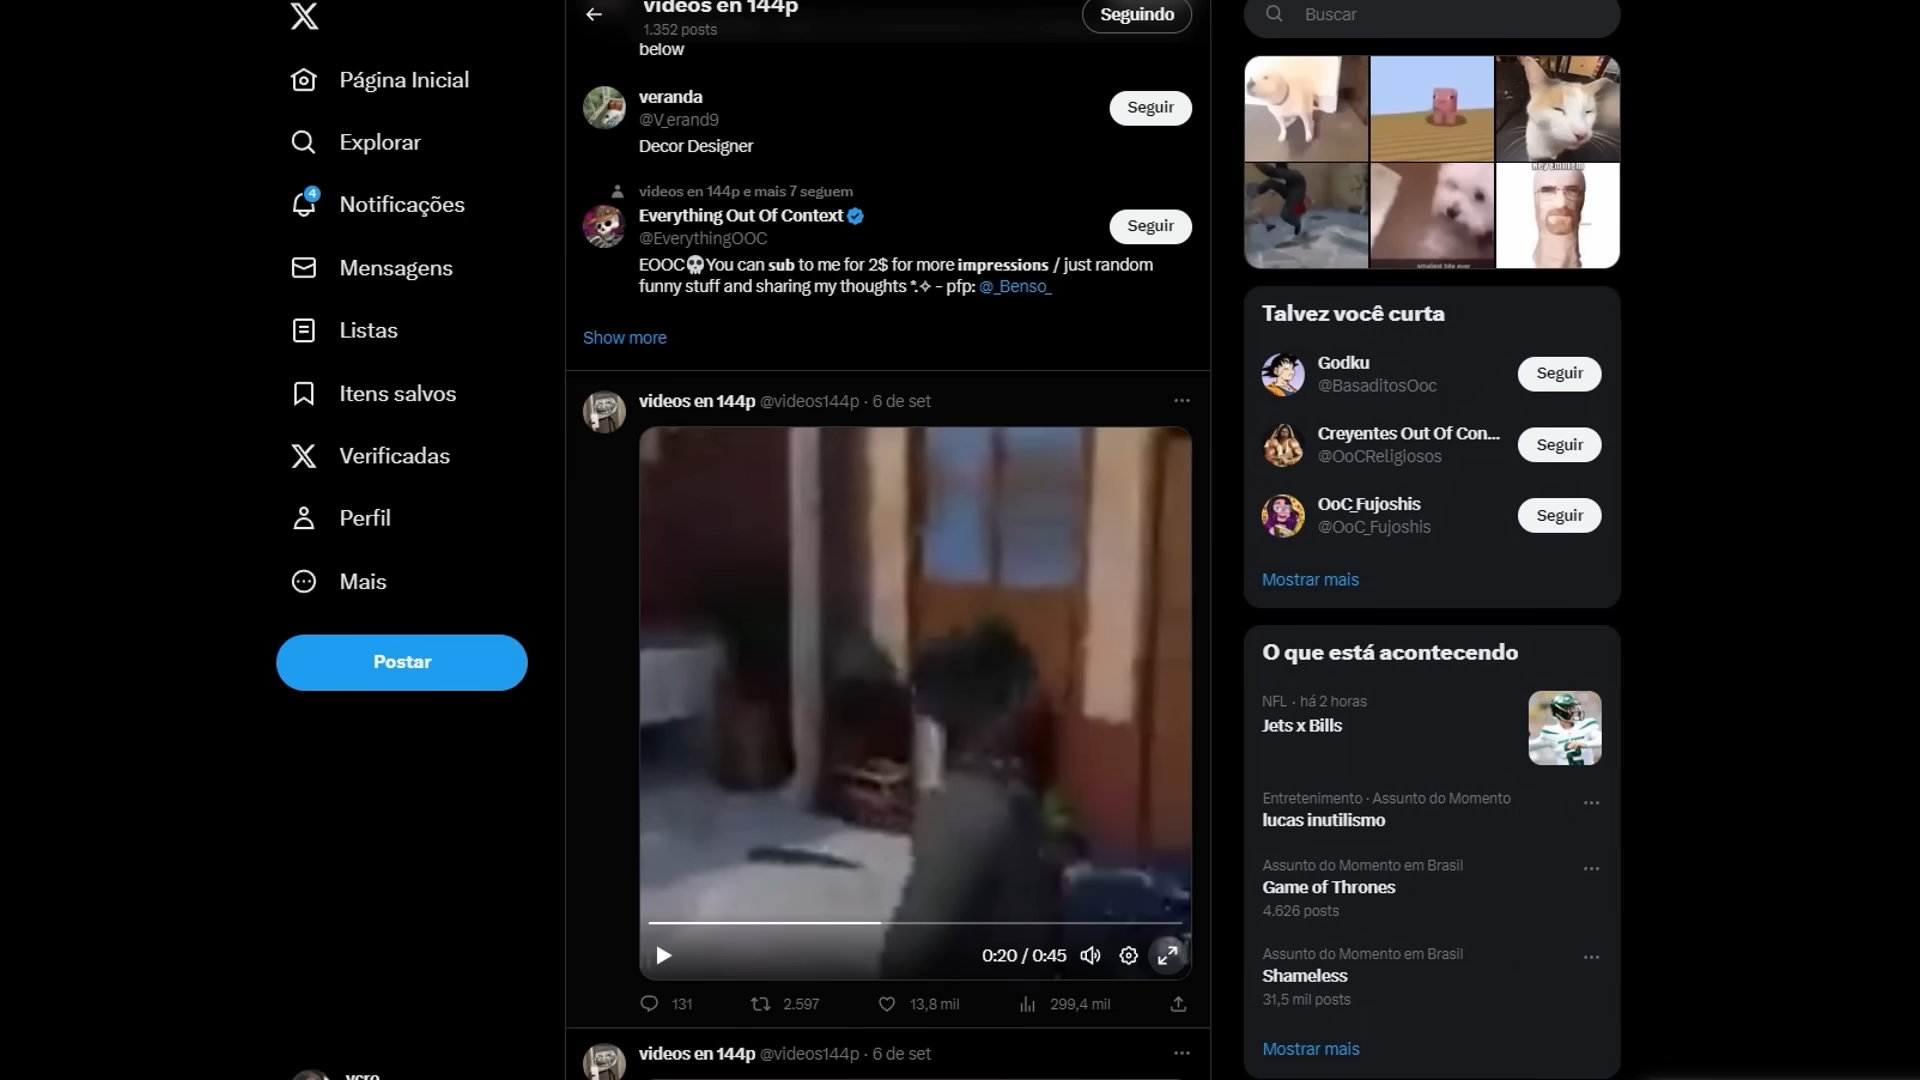 Página Inicial
Explorar
4
Notificações
Mensagens
Listas
Itens salvos
Verificadas
Perfil
Mais
Postar
videos en 144p
1.352 posts
Seguindo
below
veranda
@V_erand9
Decor Designer
Seguir
videos en 144p e mais 7 seguem
Everything Out Of Context
@EverythingOOC
Seguir
EOOC💀You can sub to me for 2$ for more impressions / just random
funny stuff and sharing my thoughts *.✧ - pfp: @_Benso_
Show more
videos en 144p @videos144p · 6 de set
0:20 / 0:45
131
2.597
13,8 mil
299,4 mil
videos en 144p @videos144p · 6 de set
Buscar
smallest bite ever
Talvez você curta
Godku
@BasaditosOoc
Seguir
Creyentes Out Of Con...
@OoCReligiosos
Seguir
OoC_Fujoshis
@OoC_Fujoshis
Seguir
Mostrar mais
O que está acontecendo
NFL · há 2 horas
Jets x Bills
Entretenimento · Assunto do Momento
lucas inutilismo
Assunto do Momento em Brasil
Game of Thrones
4.626 posts
Assunto do Momento em Brasil
Shameless
31,5 mil posts
Mostrar mais